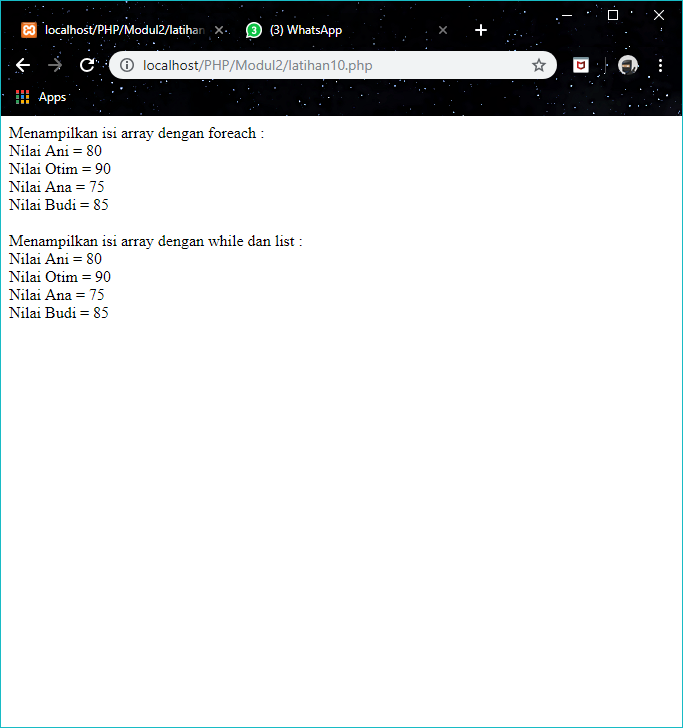 localhost/PHP/Modul2/latihan
(3) WhatsApp
localhost/PHP/Modul2/latihan10.php
Apps
Menampilkan isi array dengan foreach :
Nilai Ani = 80
Nilai Otim = 90
Nilai Ana = 75
Nilai Budi = 85
Menampilkan isi array dengan while dan list :
Nilai Ani = 80
Nilai Otim = 90
Nilai Ana = 75
Nilai Budi = 85